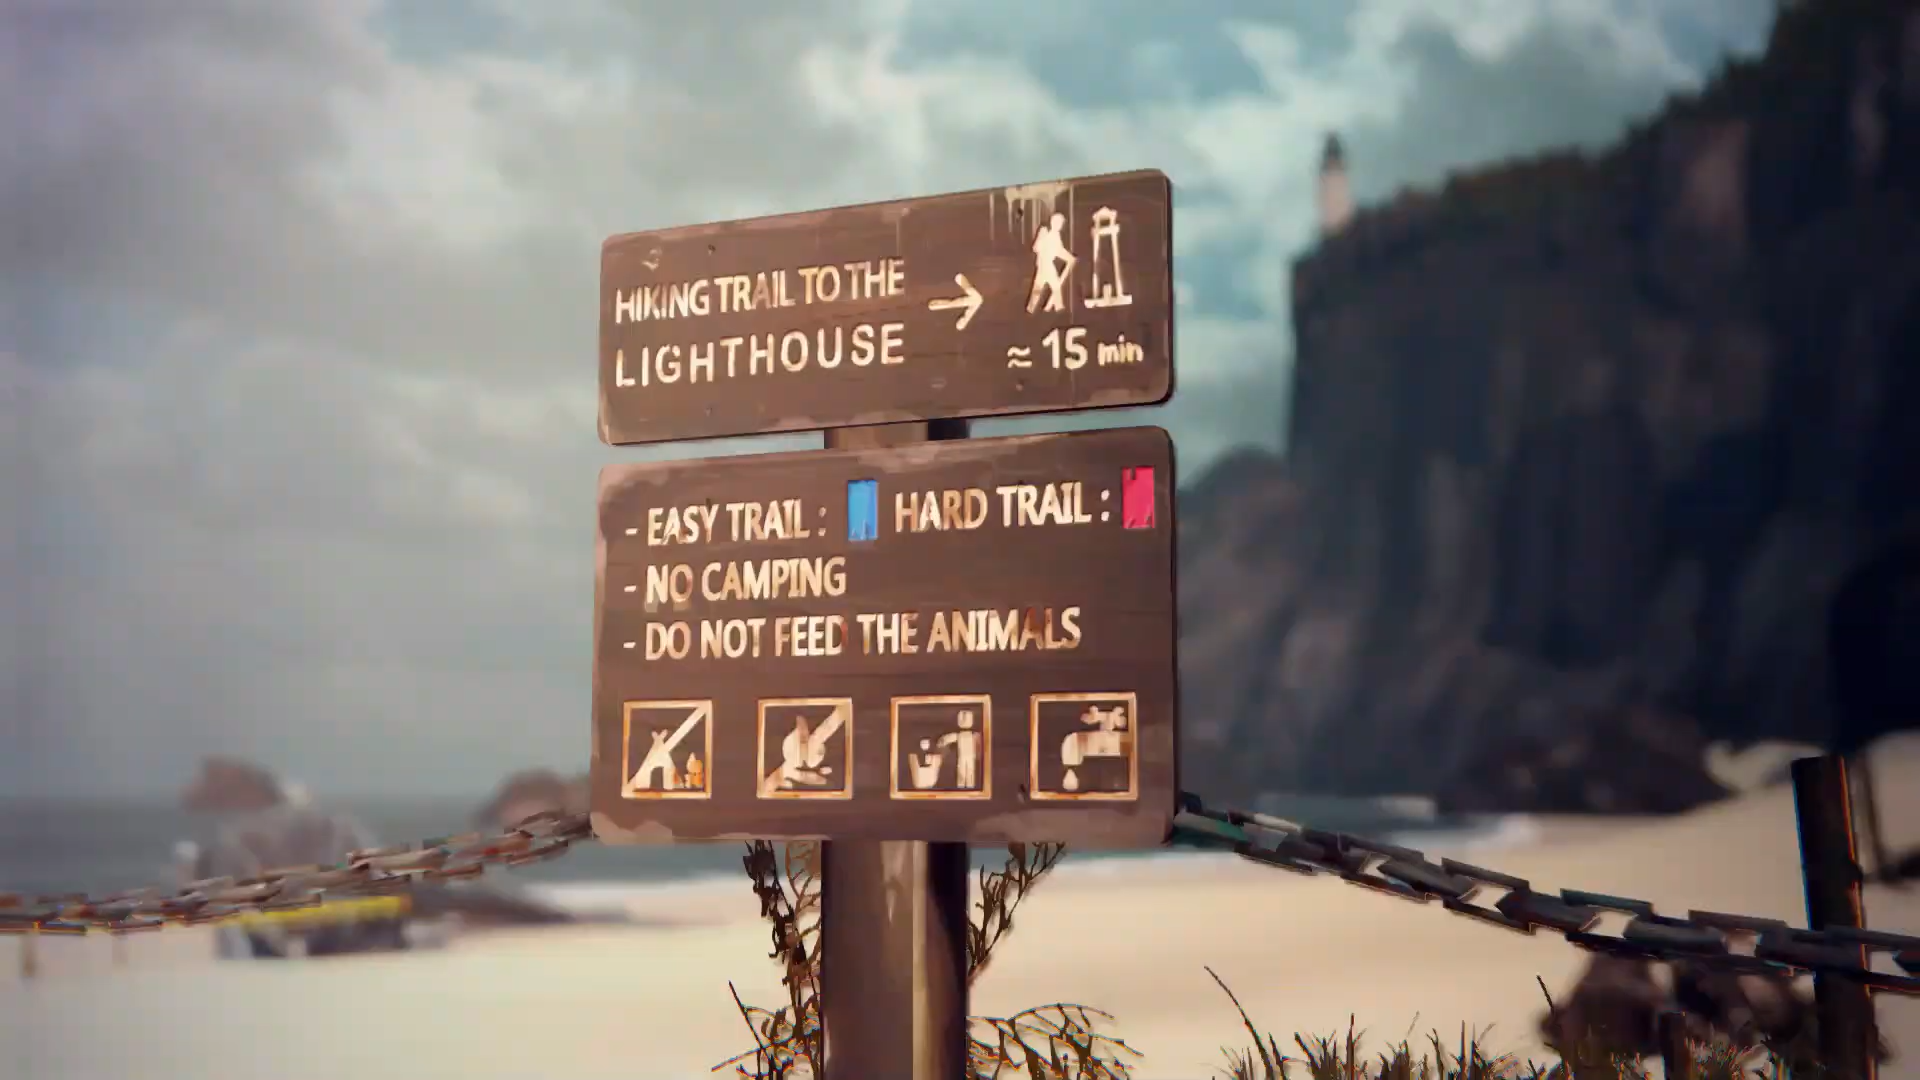 HIKING TRAIL TO THE
LIGHTHOUSE →
≈ 15 min
- EASY TRAIL : HARD TRAIL :
- NO CAMPING
- DO NOT FEED THE ANIMALS